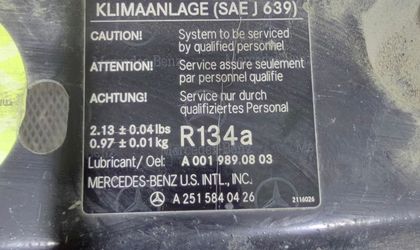 KLIMAANLAGE (SAE J 639)
CAUTION! System to be serviced
by qualified personnel
ATTENTION! Service assure seulement
par personnel qualifie
ACHTUNG! Service nur durch
qualifiziertes Personal
2.13 ± 0.04 lbs
0.97 ± 0.01 kg R134a
Lubricant/ Oel: A 001 989 08 03
MERCEDES-BENZ U.S. INTL., INC.
A 251 584 04 26 2116026